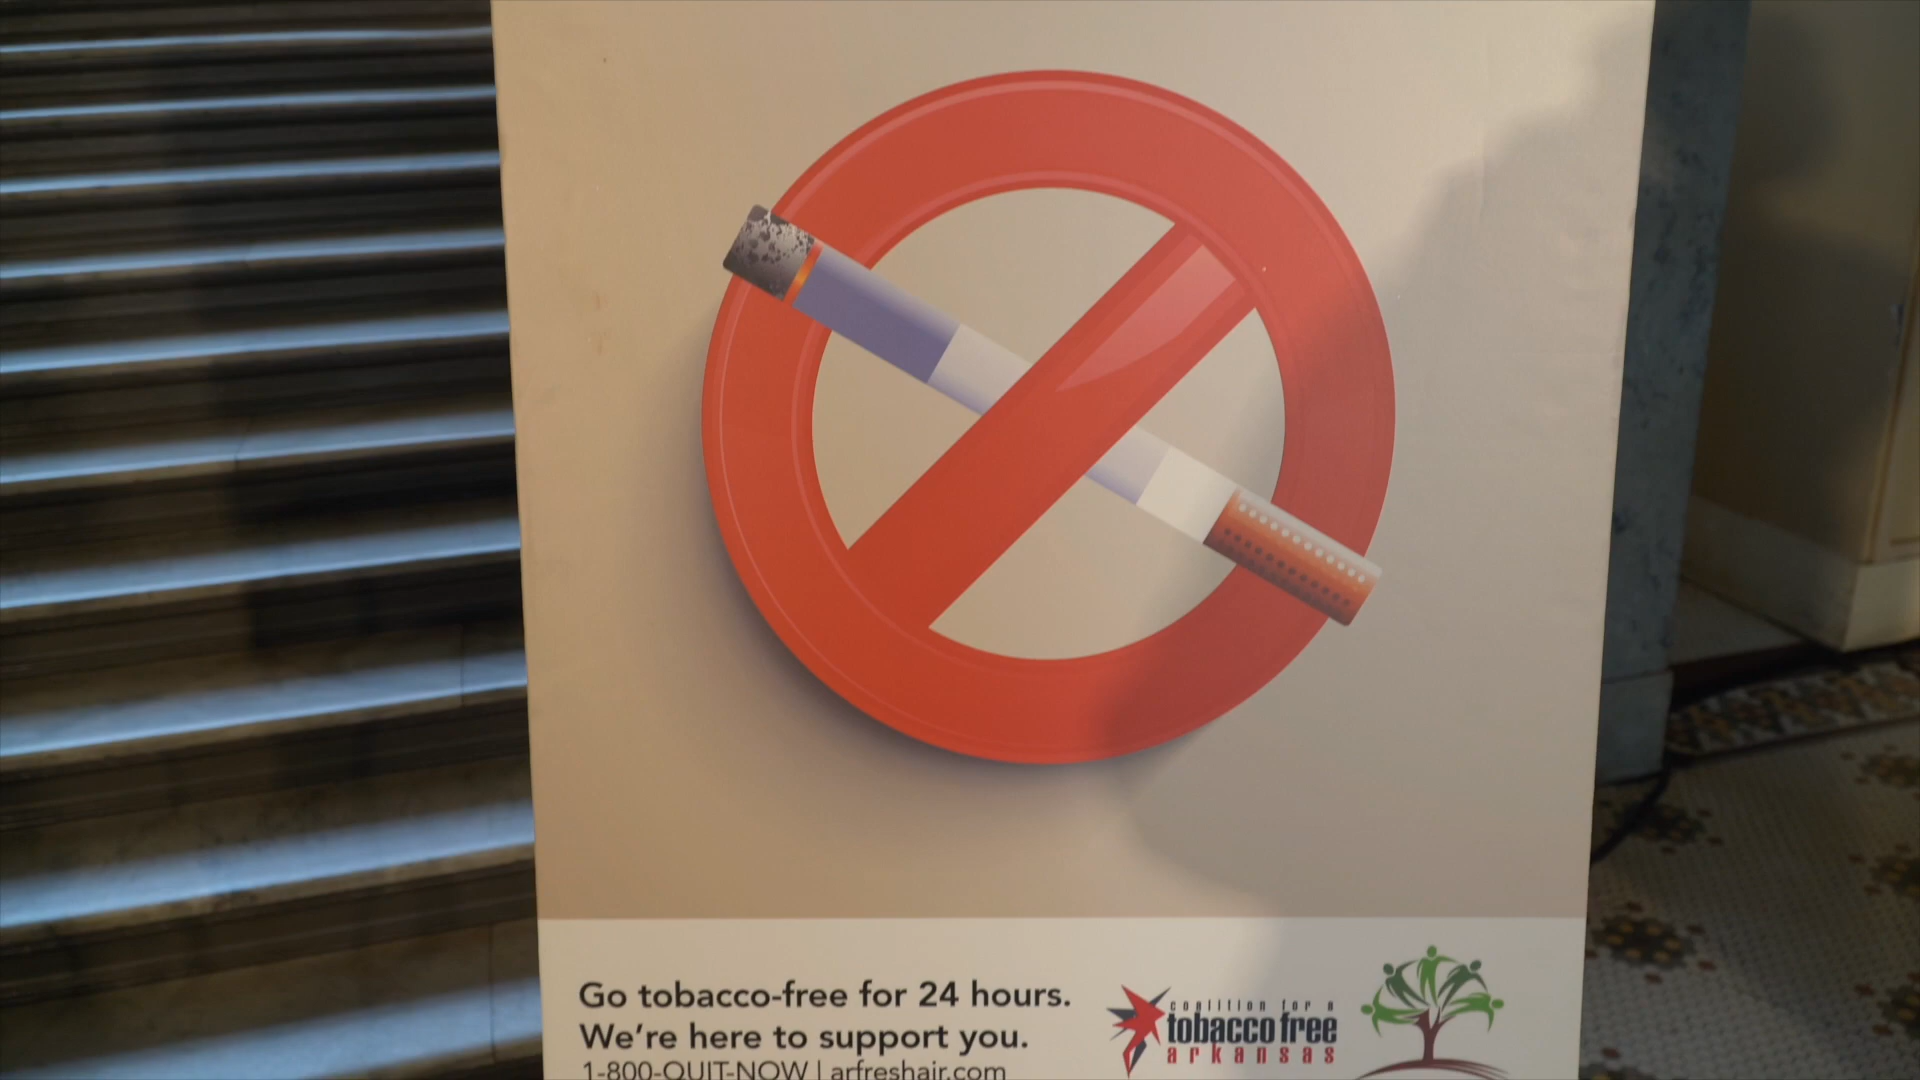 Go tobacco-free for 24 hours.
We're here to support you.
1-800-QUIT-NOW | arfreshair.com
coalition for a
tobacco free
arkansas